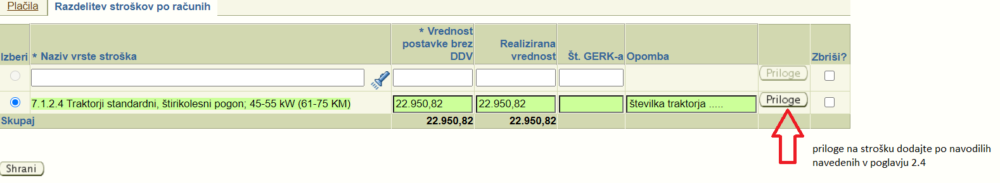 Plačila Razdelitev stroškov po računih
Izberi * Naziv vrste stroška * Vrednost postavke brez DDV Realizirana vrednost Št. GERK-a Opomba Zbriši?
Priloge
7.1.2.4 Traktorji standardni, štirikolesni pogon; 45-55 kW (61-75 KM) 22.950,82 22.950,82 številka traktorja ..... Priloge
Skupaj 22.950,82 22.950,82
priloge na strošku dodajte po navodilih
navedenih v poglavju 2.4
Shrani